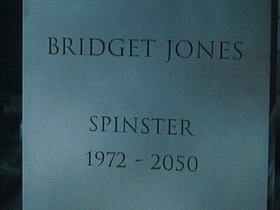 BRIDGET JONES
SPINSTER
1972 - 2050